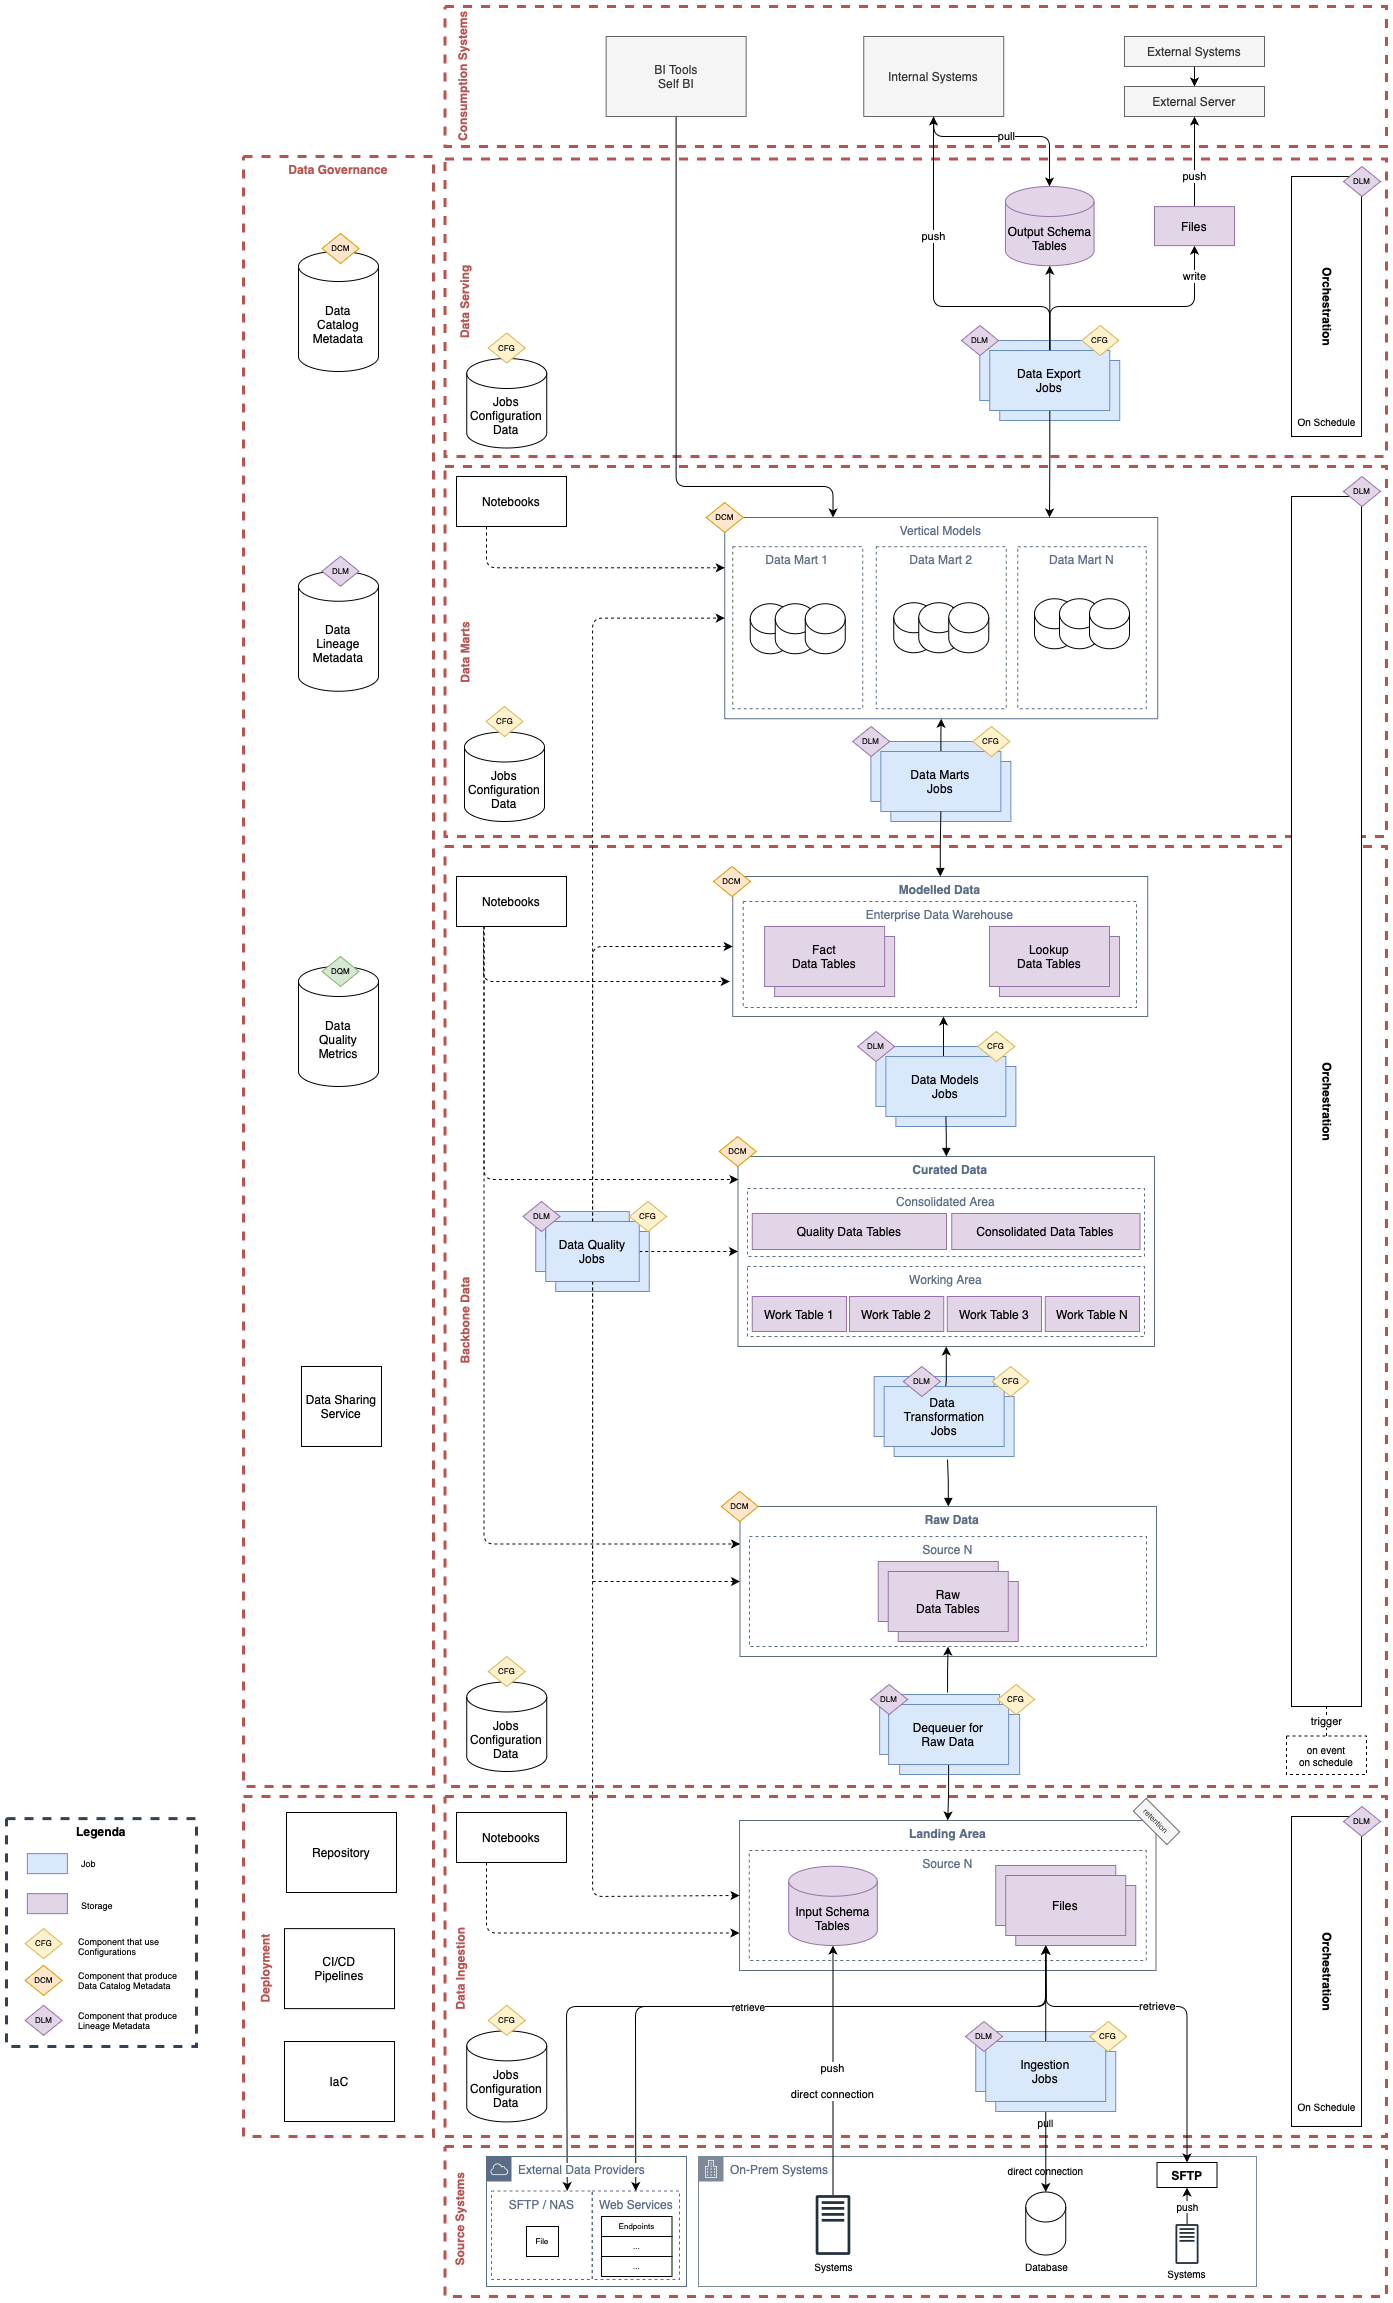 Consumption Systems
BI Tools
Self BI
Internal Systems
External Systems
External Server
pull
push
push
Data Governance
DCM
Data
Catalog
Metadata
DLM
Data
Lineage
Metadata
DQM
Data
Quality
Metrics
Data Sharing
Service
Data Serving
Output Schema
Tables
Files
write
DLM
CFG
Data Export
Jobs
CFG
Jobs
Configuration
Data
DLM
Orchestration
On Schedule
Data Marts
Notebooks
DCM
Vertical Models
Data Mart 1
Data Mart 2
Data Mart N
DLM
CFG
Data Marts
Jobs
CFG
Jobs
Configuration
Data
DLM
Orchestration
trigger
on event
on schedule
Backbone Data
Notebooks
DCM
Modelled Data
Enterprise Data Warehouse
Fact
Data Tables
Lookup
Data Tables
DLM
CFG
Data Models
Jobs
DCM
Curated Data
Consolidated Area
Quality Data Tables
Consolidated Data Tables
Working Area
Work Table 1
Work Table 2
Work Table 3
Work Table N
DLM
CFG
Data Quality
Jobs
DLM
CFG
Data
Transformation
Jobs
DCM
Raw Data
Source N
Raw
Data Tables
CFG
Jobs
Configuration
Data
DLM
CFG
Dequeuer for
Raw Data
Legenda
Job
Storage
CFG
Component that use
Configurations
DCM
Component that produce
Data Catalog Metadata
DLM
Component that produce
Lineage Metadata
Deployment
Repository
CI/CD
Pipelines
IaC
Data Ingestion
Notebooks
retention
Landing Area
Source N
Input Schema
Tables
Files
retrieve
retrieve
CFG
Jobs
Configuration
Data
push
direct connection
DLM
CFG
Ingestion
Jobs
pull
DLM
Orchestration
On Schedule
Source Systems
External Data Providers
SFTP / NAS
File
Web Services
Endpoints
...
...
On-Prem Systems
Systems
direct connection
Database
SFTP
push
Systems